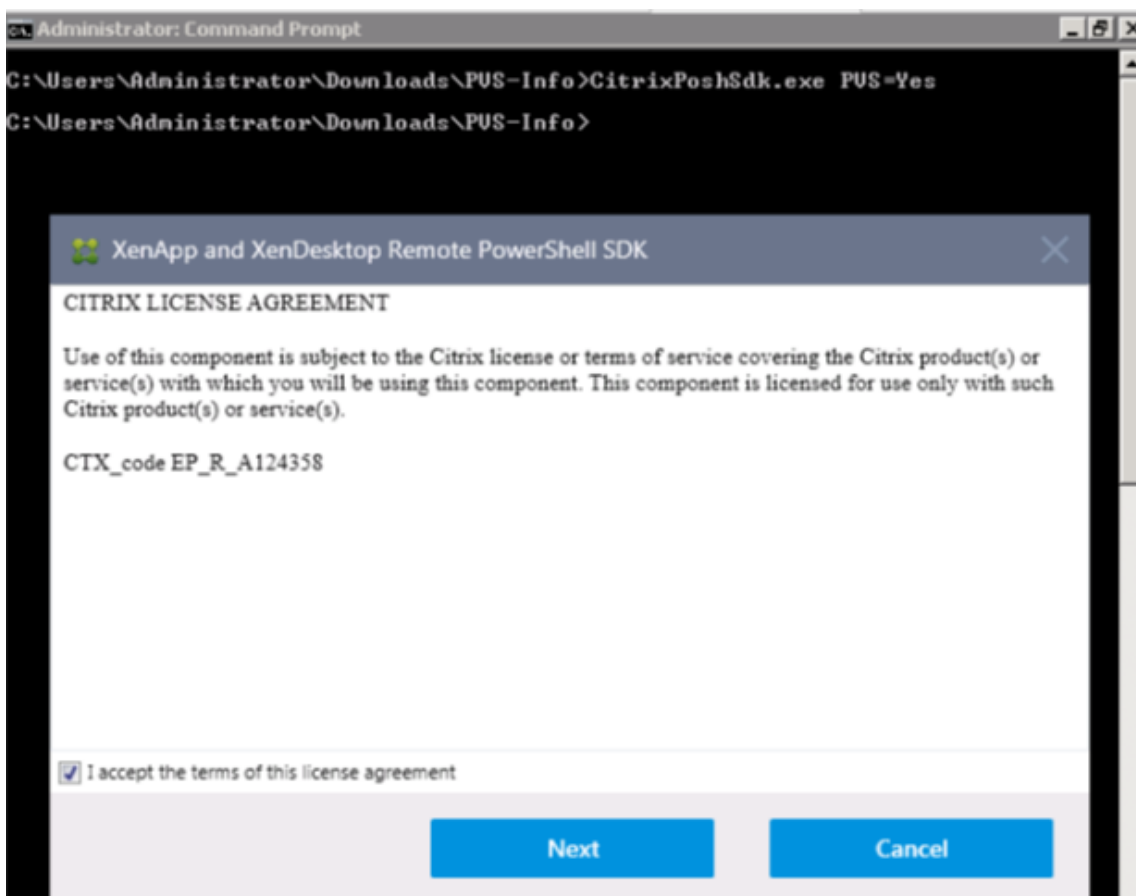 Administrator: Command Prompt
C:\Users\Administrator\Downloads\PVS-Info>CitrixPoshSdk.exe PVS=Yes
C:\Users\Administrator\Downloads\PVS-Info>
XenApp and XenDesktop Remote PowerShell SDK
CITRIX LICENSE AGREEMENT
Use of this component is subject to the Citrix license or terms of service covering the Citrix product(s) or
service(s) with which you will be using this component. This component is licensed for use only with such
Citrix product(s) or service(s).
CTX_code EP_R_A124358
I accept the terms of this license agreement
Next Cancel